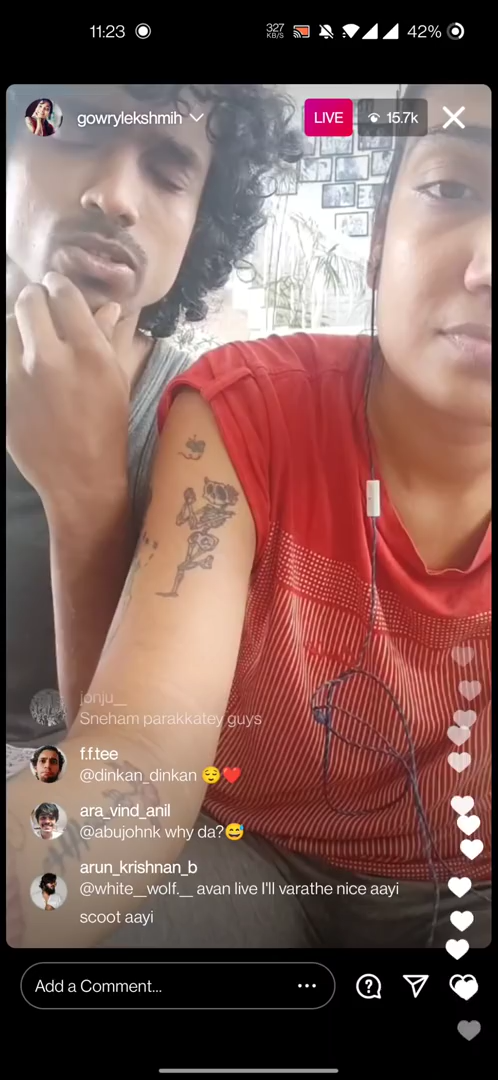 11:23
327
KB/S
42%
gowrylekshmih
LIVE
15.7k
jonju__
Sneham parakkatey guys
f.f.tee
@dinkan_dinkan 😌❤️
ara_vind_anil
@abujohnk why da?😅
arun_krishnan_b
@white__wolf.__ avan live I'll varathe nice aayi
scoot aayi
Add a Comment...